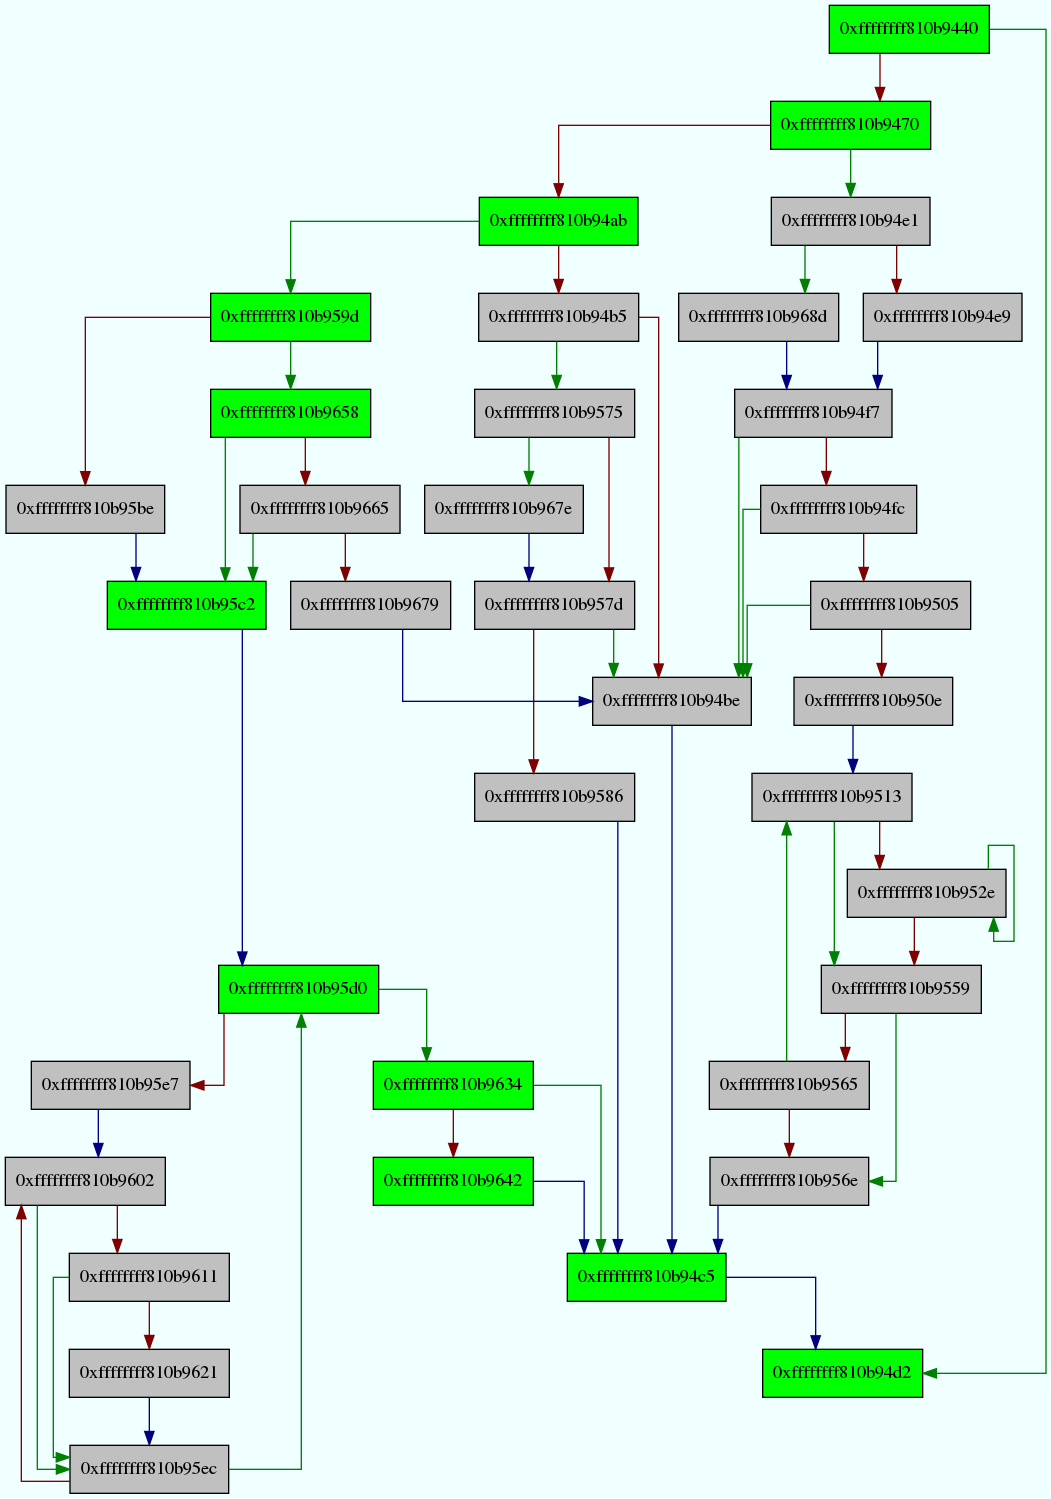 0xffffffff810b9440
0xffffffff810b9470
0xffffffff810b94ab
0xffffffff810b94e1
0xffffffff810b959d
0xffffffff810b94b5
0xffffffff810b968d
0xffffffff810b94e9
0xffffffff810b9658
0xffffffff810b9575
0xffffffff810b94f7
0xffffffff810b95be
0xffffffff810b9665
0xffffffff810b967e
0xffffffff810b94fc
0xffffffff810b95c2
0xffffffff810b9679
0xffffffff810b957d
0xffffffff810b9505
0xffffffff810b94be
0xffffffff810b950e
0xffffffff810b9586
0xffffffff810b9513
0xffffffff810b952e
0xffffffff810b95d0
0xffffffff810b9559
0xffffffff810b95e7
0xffffffff810b9634
0xffffffff810b9565
0xffffffff810b9602
0xffffffff810b9642
0xffffffff810b956e
0xffffffff810b9611
0xffffffff810b94c5
0xffffffff810b9621
0xffffffff810b94d2
0xffffffff810b95ec